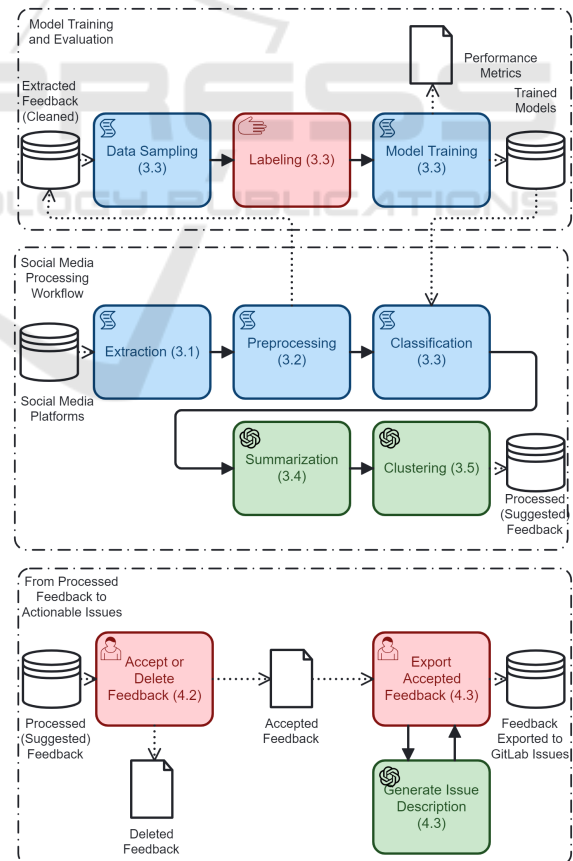 Model Training
and Evaluation
Performance
Metrics
Extracted
Feedback
(Cleaned)
Trained
Models
Data Sampling
(3.3)
Labeling (3.3)
Model Training
(3.3)
Social Media
Processing
Workflow
Extraction (3.1)
Preprocessing
(3.2)
Classification
(3.3)
Social Media
Platforms
Summarization
(3.4)
Clustering (3.5)
Processed
(Suggested)
Feedback
From Processed
Feedback to
Actionable Issues
Accept or
Delete
Feedback (4.2)
Export
Accepted
Feedback (4.3)
Processed
(Suggested)
Feedback
Accepted
Feedback
Feedback
Exported to
GitLab Issues
Generate Issue
Description
(4.3)
Deleted
Feedback
PRESS
OLOGY PUBLICATIONS